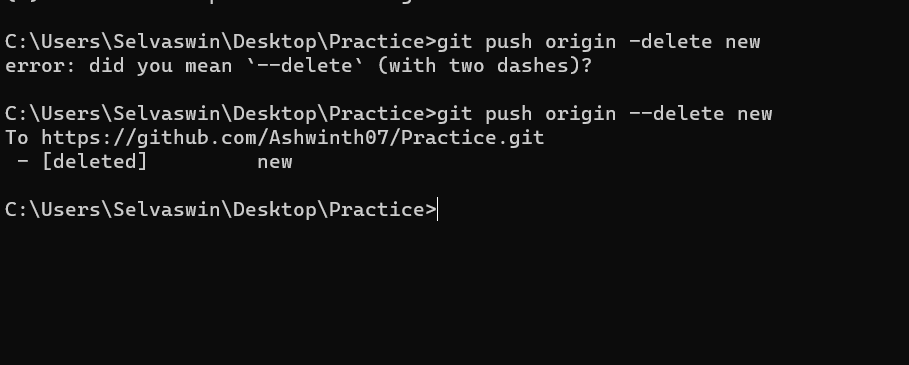 C:\Users\Selvaswin\Desktop\Practice>git push origin -delete new
error: did you mean `--delete` (with two dashes)?
C:\Users\Selvaswin\Desktop\Practice>git push origin --delete new
To https://github.com/Ashwinth07/Practice.git
 - [deleted]         new
C:\Users\Selvaswin\Desktop\Practice>